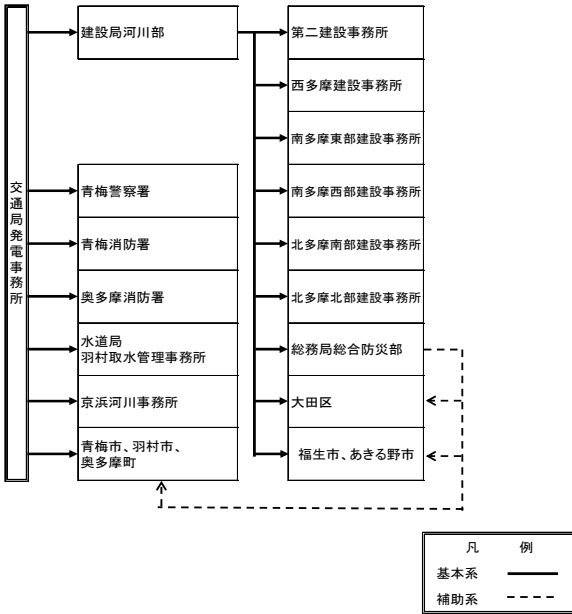 交通局発電事務所
建設局河川部
青梅警察署
青梅消防署
奥多摩消防署
水道局
羽村取水管理事務所
京浜河川事務所
青梅市、羽村市、
奥多摩町
第二建設事務所
西多摩建設事務所
南多摩東部建設事務所
南多摩西部建設事務所
北多摩南部建設事務所
北多摩北部建設事務所
総務局総合防災部
大田区
福生市、あきる野市
凡 例
基本系
補助系